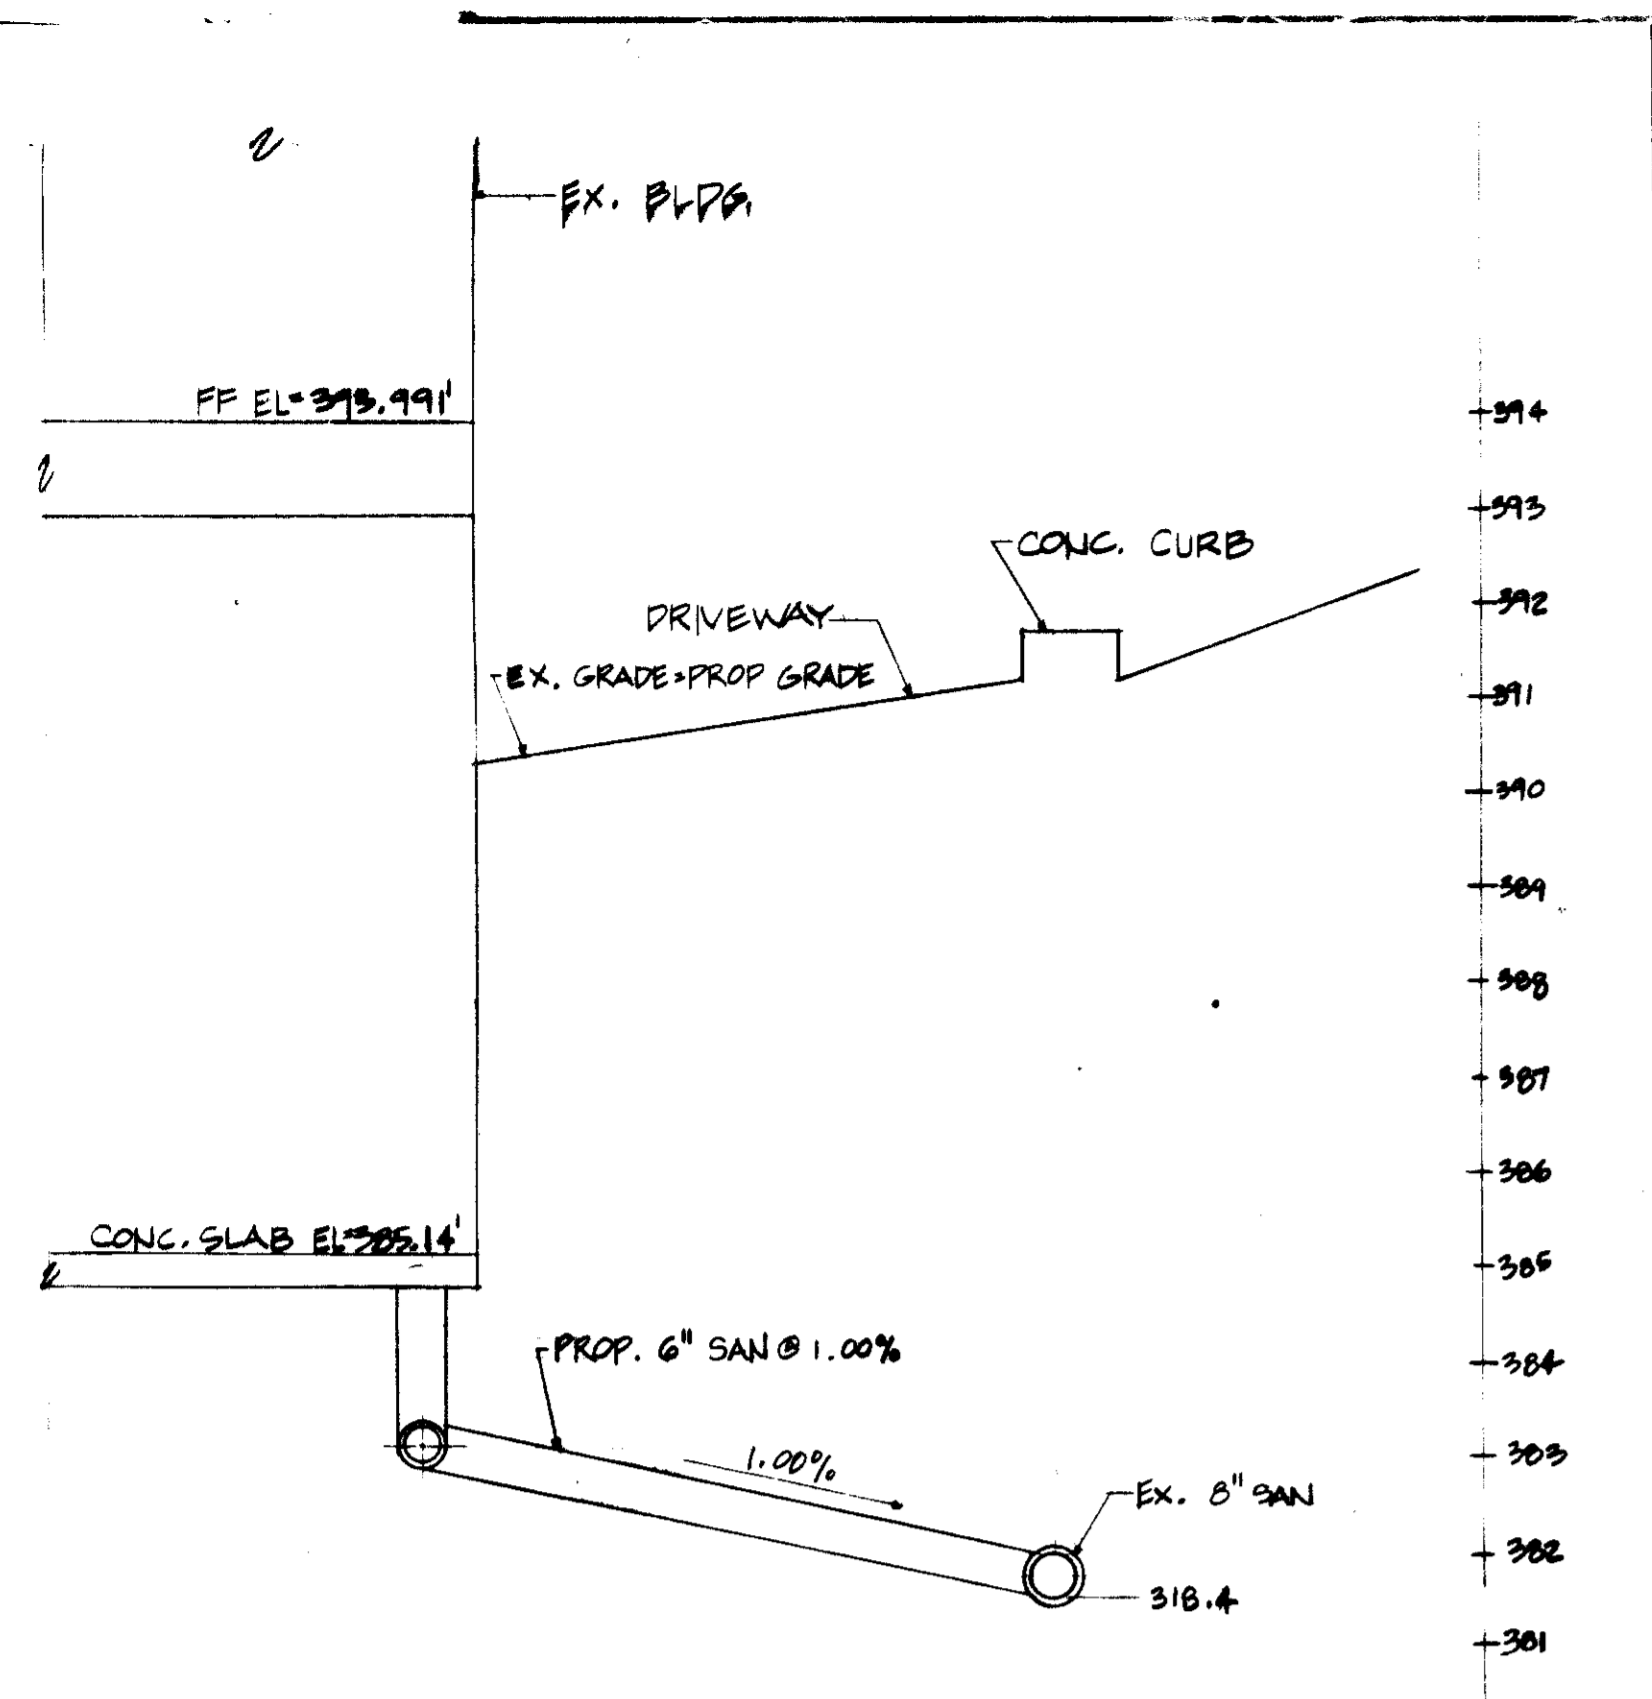 EX. BLDG.
FF EL=393.991'
394
393
CONC. CURB
392
DRIVEWAY
EX. GRADE=PROP GRADE
391
390
389
388
387
386
CONC. SLAB EL=385.14'
385
PROP. 6" SAN @ 1.00%
384
1.00%
383
EX. 8" SAN
382
318.4
381